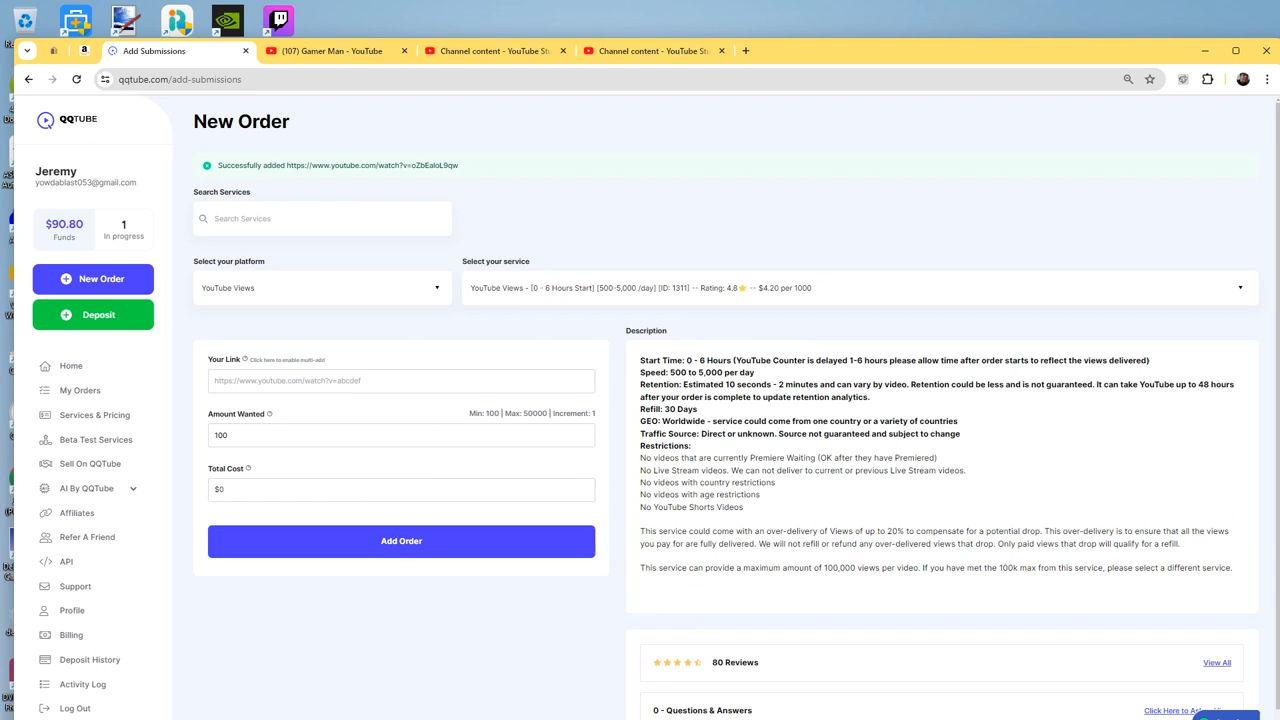 Add Submissions
(107) Gamer Man - YouTube
Channel content - YouTube Stu
Channel content - YouTube Stu
qqtube.com/add-submissions
QQTUBE
New Order
Successfully added https://www.youtube.com/watch?v=oZbEaloL9qw
Jeremy
yowdablast053@gmail.com
Search Services
Search Services
$90.80
Funds
1
In progress
Select your platform
Select your service
New Order
YouTube Views
YouTube Views - [0 - 6 Hours Start] [500-5,000 /day] [ID: 1311] -- Rating: 4.8⭐ -- $4.20 per 1000
Deposit
Home
My Orders
Services & Pricing
Beta Test Services
Sell On QQTube
AI By QQTube
Affiliates
Refer A Friend
API
Support
Profile
Billing
Deposit History
Activity Log
Log Out
Your Link
Click here to enable multi-add
https://www.youtube.com/watch?v=abcdef
Amount Wanted
Min: 100 | Max: 50000 | Increment: 1
100
Total Cost
$0
Add Order
Description
Start Time: 0 - 6 Hours (YouTube Counter is delayed 1-6 hours please allow time after order starts to reflect the views delivered)
Speed: 500 to 5,000 per day
Retention: Estimated 10 seconds - 2 minutes and can vary by video. Retention could be less and is not guaranteed. It can take YouTube up to 48 hours
after your order is complete to update retention analytics.
Refill: 30 Days
GEO: Worldwide - service could come from one country or a variety of countries
Traffic Source: Direct or unknown. Source not guaranteed and subject to change
Restrictions:
No videos that are currently Premiere Waiting (OK after they have Premiered)
No Live Stream videos. We can not deliver to current or previous Live Stream videos.
No videos with country restrictions
No videos with age restrictions
No YouTube Shorts Videos
This service could come with an over-delivery of Views of up to 20% to compensate for a potential drop. This over-delivery is to ensure that all the views
you pay for are fully delivered. We will not refill or refund any over-delivered views that drop. Only paid views that drop will qualify for a refill.
This service can provide a maximum amount of 100,000 views per video. If you have met the 100k max from this service, please select a different service.
80 Reviews
View All
0 - Questions & Answers
Click Here to As